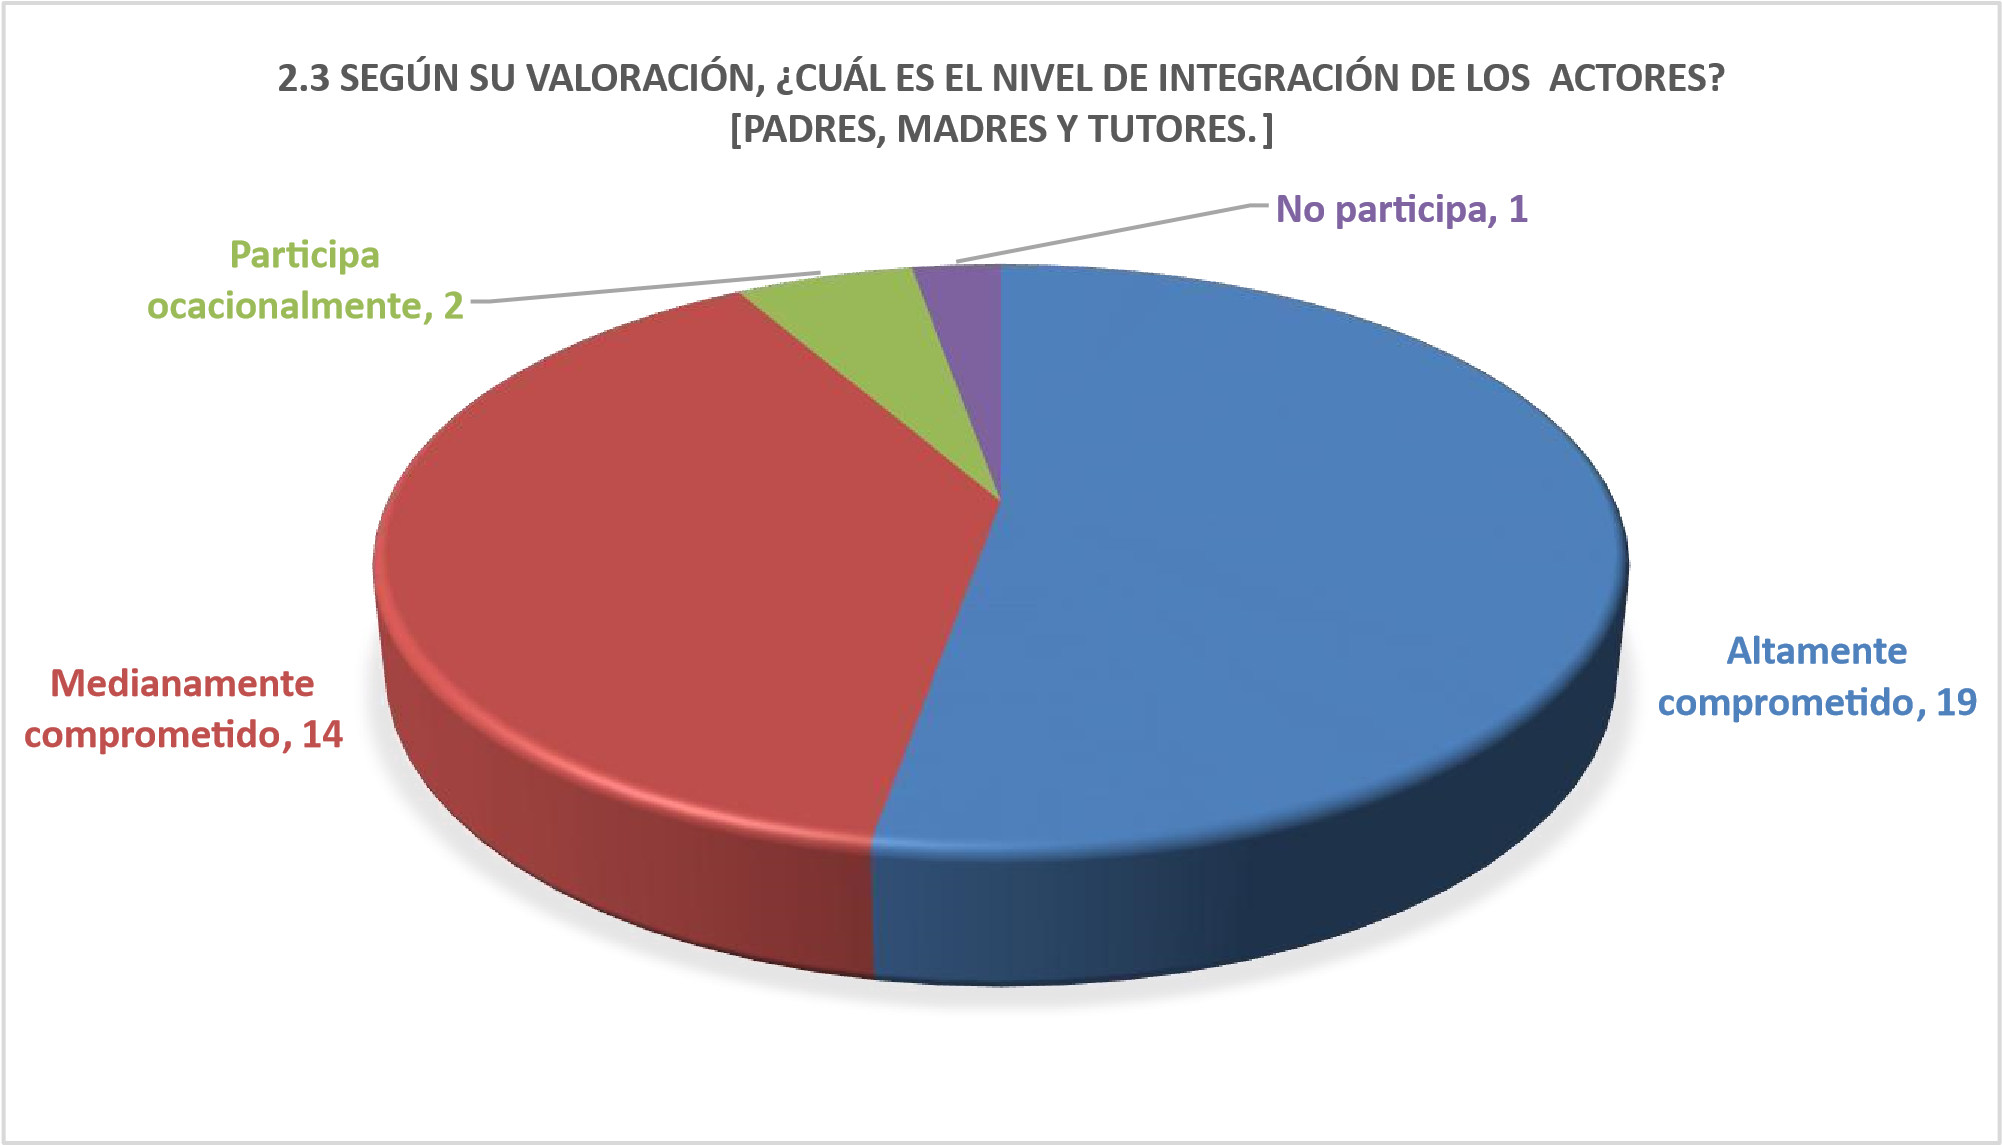 2.3 SEGÚN SU VALORACIÓN, ¿CUÁL ES EL NIVEL DE INTEGRACIÓN DE LOS  ACTORES?
[PADRES, MADRES Y TUTORES.]
No participa, 1
Participa
ocacionalmente, 2
Altamente
comprometido, 19
Medianamente
comprometido, 14